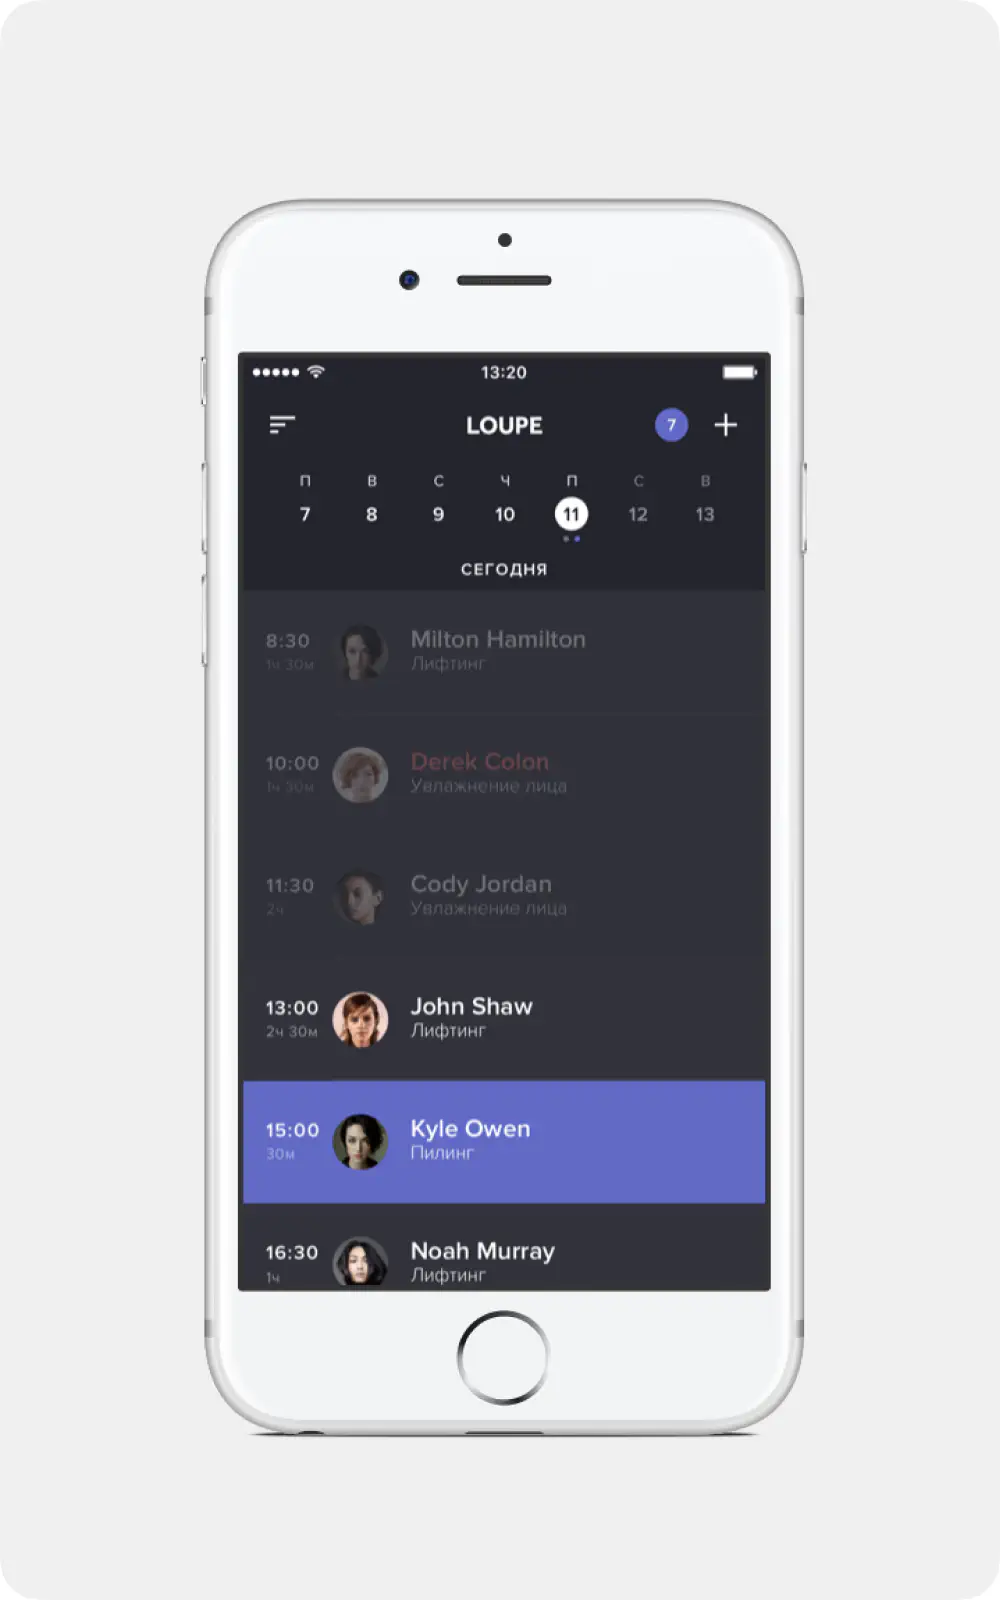 13:20
LOUPE
7
П В С Ч П С В
7 8 9 10 11 12 13
СЕГОДНЯ
8:30 Milton Hamilton
1ч 30м Лифтинг
10:00 Derek Colon
1ч 30м Увлажнение лица
11:30 Cody Jordan
2ч Увлажнение лица
13:00 John Shaw
2ч 30м Лифтинг
15:00 Kyle Owen
30м Пилинг
16:30 Noah Murray
1ч Лифтинг